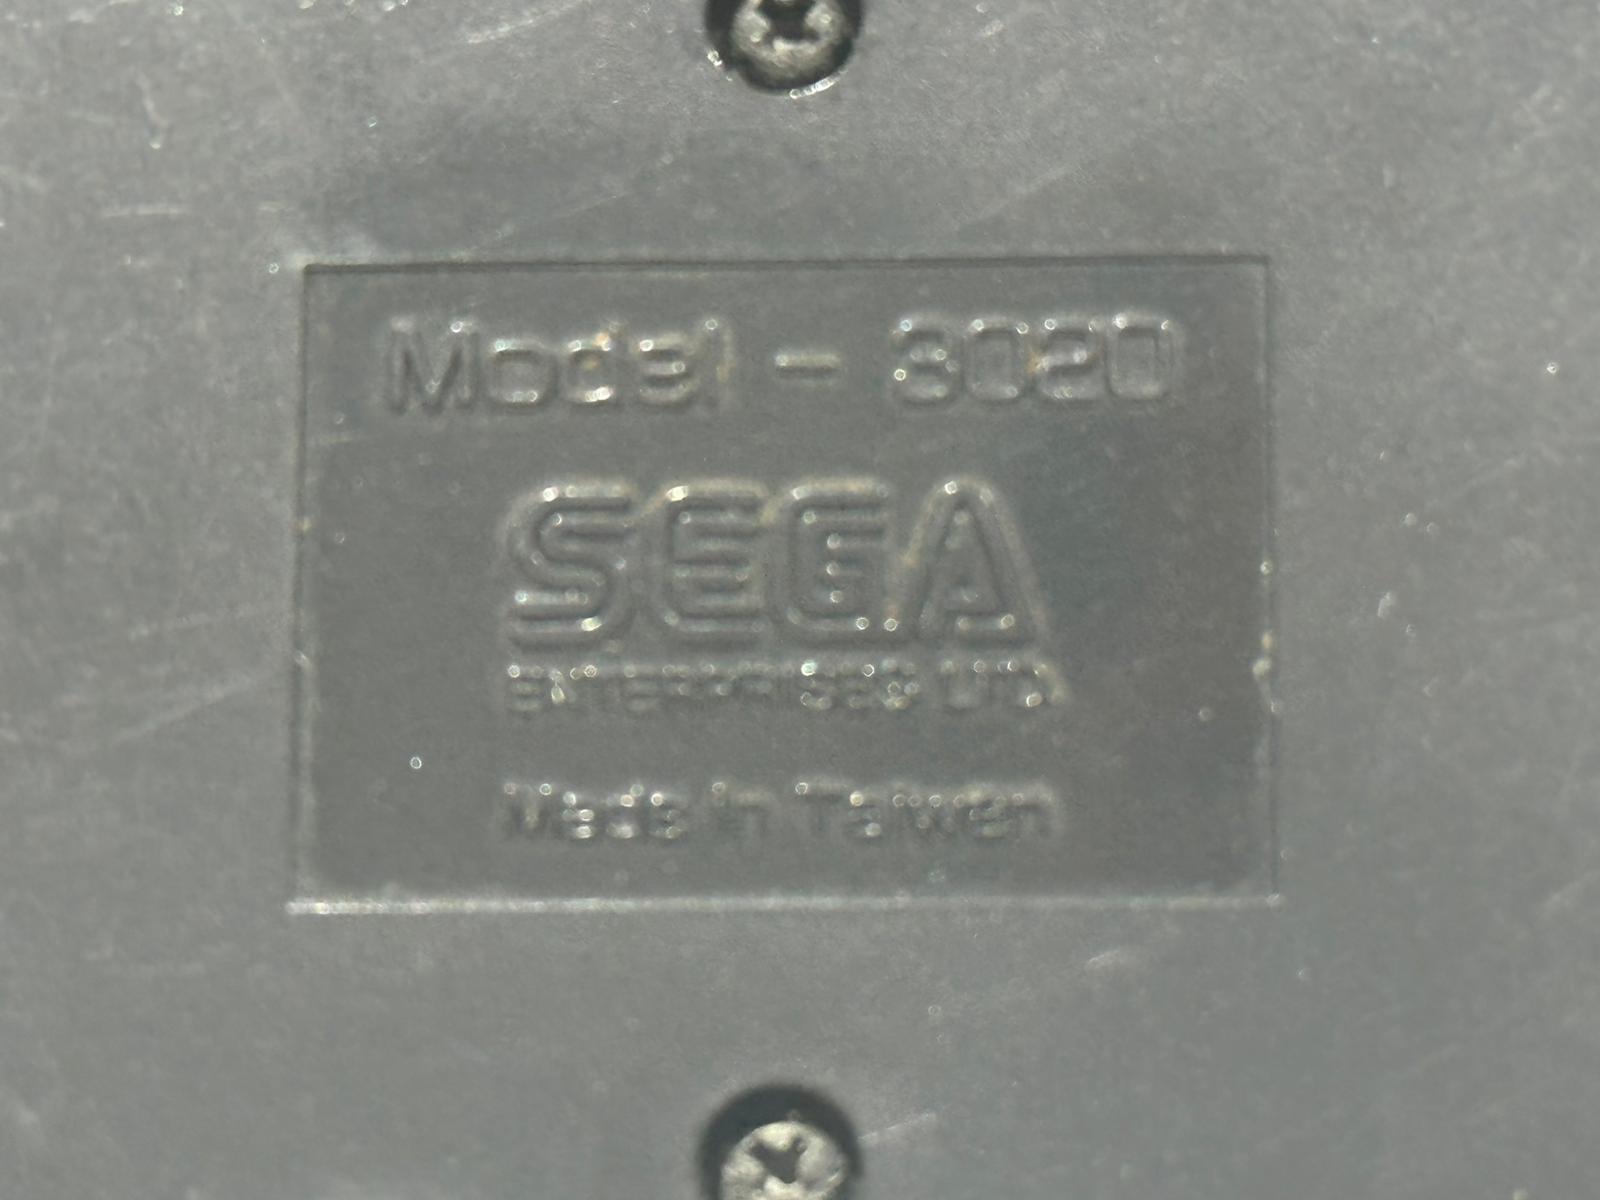 Model - 3020
SEGA
ENTERPRISES LTD.
Made in Taiwan